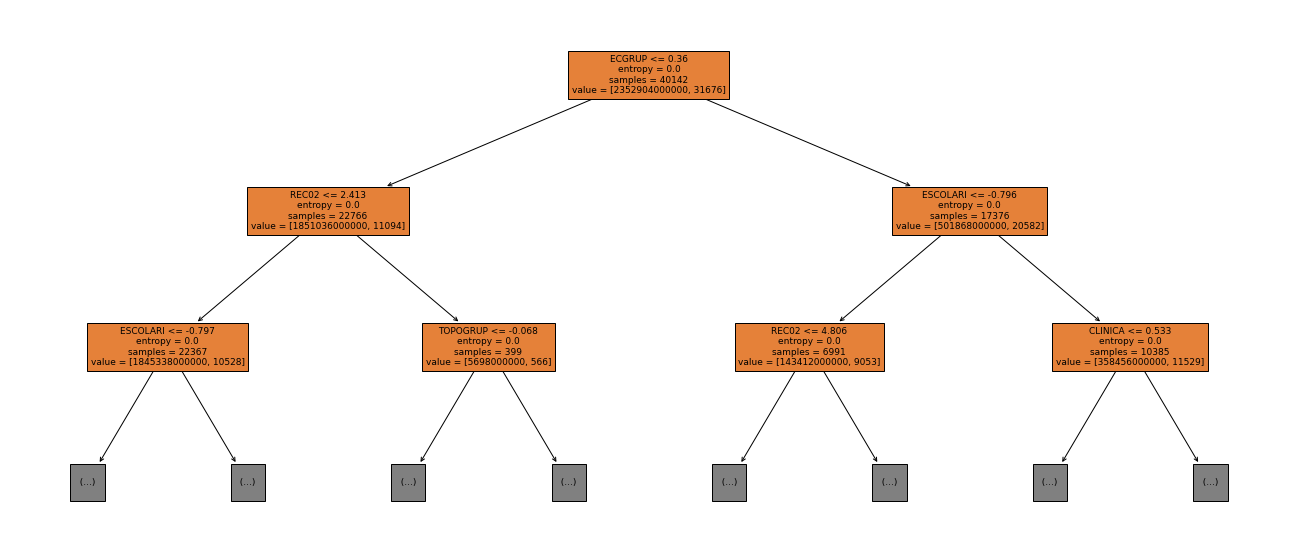 ECGRUP <= 0.36
entropy = 0.0
samples = 40142
value = [2352904000000, 31676]
REC02 <= 2.413
entropy = 0.0
samples = 22766
value = [1851036000000, 11094]
ESCOLARI <= -0.796
entropy = 0.0
samples = 17376
value = [501868000000, 20582]
ESCOLARI <= -0.797
entropy = 0.0
samples = 22367
value = [1845338000000, 10528]
TOPOGRUP <= -0.068
entropy = 0.0
samples = 399
value = [5698000000, 566]
REC02 <= 4.806
entropy = 0.0
samples = 6991
value = [143412000000, 9053]
CLINICA <= 0.533
entropy = 0.0
samples = 10385
value = [358456000000, 11529]
(...)
(...)
(...)
(...)
(...)
(...)
(...)
(...)